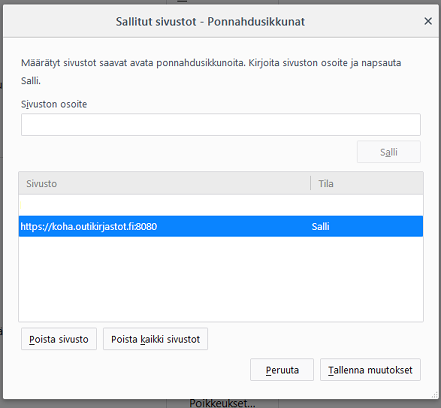 Sallitut sivustot - Ponnahdusikkunat
Määrätyt sivustot saavat avata ponnahdusikkunoita. Kirjoita sivuston osoite ja napsauta
Salli.
Sivuston osoite
Salli
Sivusto Tila
https://koha.outikirjastot.fi:8080 Salli
Poista sivusto Poista kaikki sivustot
Peruuta Tallenna muutokset
Poikkeukset...